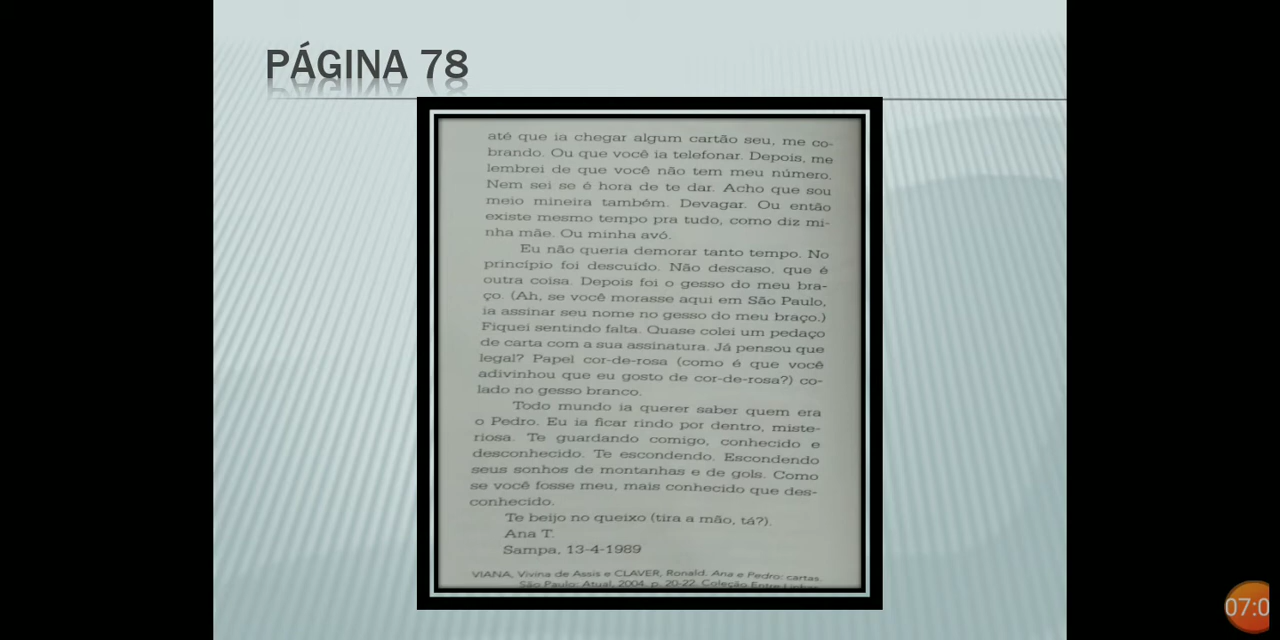 PÁGINA 78
até que ia chegar algum cartão seu, me co-
brando. Ou que você ia telefonar. Depois, me
lembrei de que você não tem meu número.
Nem sei se é hora de te dar. Acho que sou
meio mineira também. Devagar. Ou então
existe mesmo tempo pra tudo, como diz mi-
nha mãe. Ou minha avó.
Eu não queria demorar tanto tempo. No
princípio foi descuido. Não descaso, que é
outra coisa. Depois foi o gesso do meu bra-
ço. (Ah, se você morasse aqui em São Paulo,
ia assinar seu nome no gesso do meu braço.)
Fiquei sentindo falta. Quase colei um pedaço
de carta com a sua assinatura. Já pensou que
legal? Papel cor-de-rosa (como é que você
adivinhou que eu gosto de cor-de-rosa?) co-
lado no gesso branco.
Todo mundo ia querer saber quem era
o Pedro. Eu ia ficar rindo por dentro, miste-
riosa. Te guardando comigo, conhecido e
desconhecido. Te escondendo. Escondendo
seus sonhos de montanhas e de gols. Como
se você fosse meu, mais conhecido que des-
conhecido.
Te beijo no queixo (tira a mão, tá?).
Ana T.
Sampa, 13-4-1989
VIANA, Vivina de Assis e CLAVER, Ronald. Ana e Pedro: cartas.
São Paulo: Atual, 2004. p. 20-22. Coleção Entre
07:0